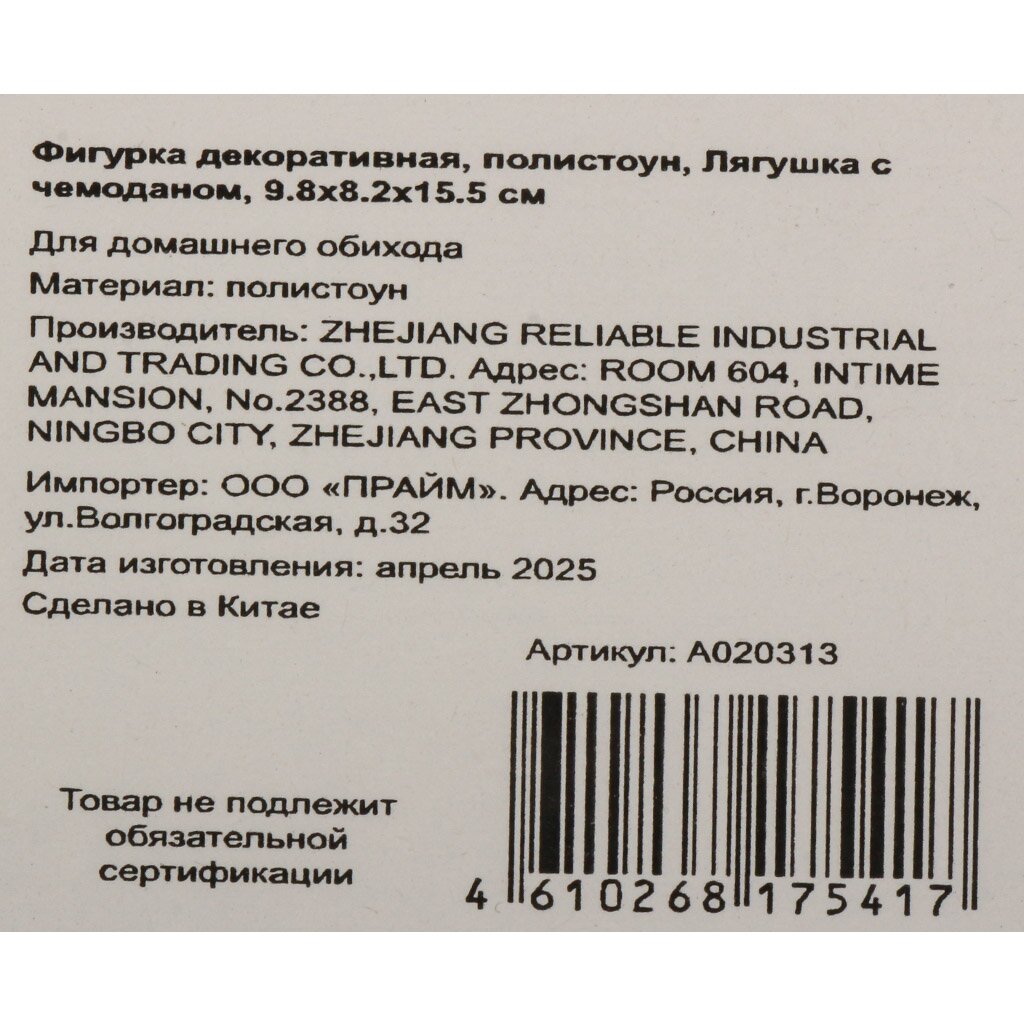 Фигурка декоративная, полистоун, Лягушка с
чемоданом, 9.8x8.2x15.5 см
Для домашнего обихода
Материал: полистоун
Производитель: ZHEJIANG RELIABLE INDUSTRIAL
AND TRADING CO.,LTD. Адрес: ROOM 604, INTIME
MANSION, No.2388, EAST ZHONGSHAN ROAD,
NINGBO CITY, ZHEJIANG PROVINCE, CHINA
Импортер: ООО «ПРАЙМ». Адрес: Россия, г.Воронеж,
ул.Волгоградская, д.32
Дата изготовления: апрель 2025
Сделано в Китае
Артикул: A020313
Товар не подлежит
обязательной
сертификации
4 610268 175417